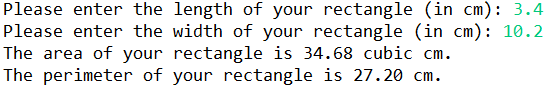 Please enter the length of your rectangle (in cm): 3.4
Please enter the width of your rectangle (in cm): 10.2
The area of your rectangle is 34.68 cubic cm.
The perimeter of your rectangle is 27.20 cm.